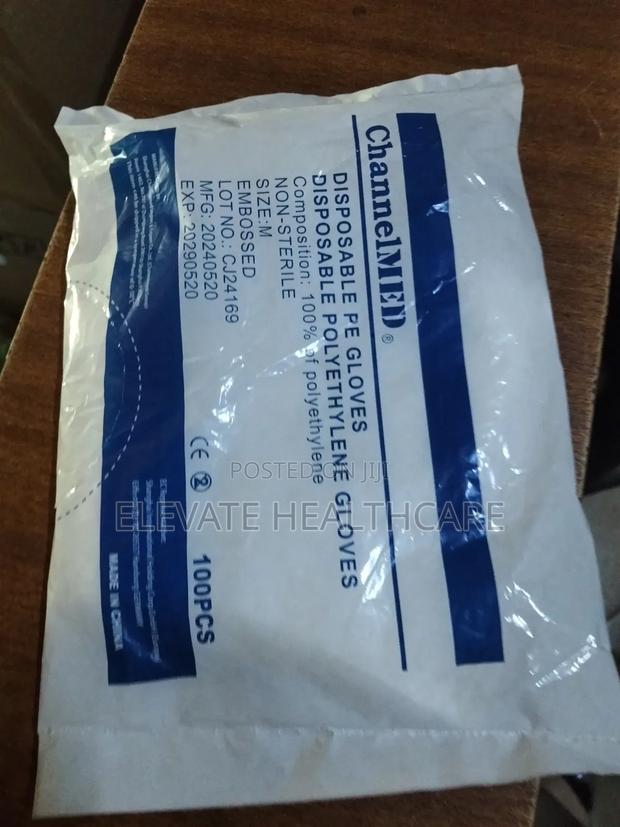 ChannelMED®
DISPOSABLE PE GLOVES
DISPOSABLE POLYETHYLENE GLOVES
Composition: 100% of polyethylene
NON-STERILE
SIZE:M
EMBOSSED
LOT NO.: CJ24169
MFG: 20240520
EXP: 20290520
CE 2
100PCS
MADE IN CHINA
POSTED ON JIJI
ELEVATE HEALTHCARE